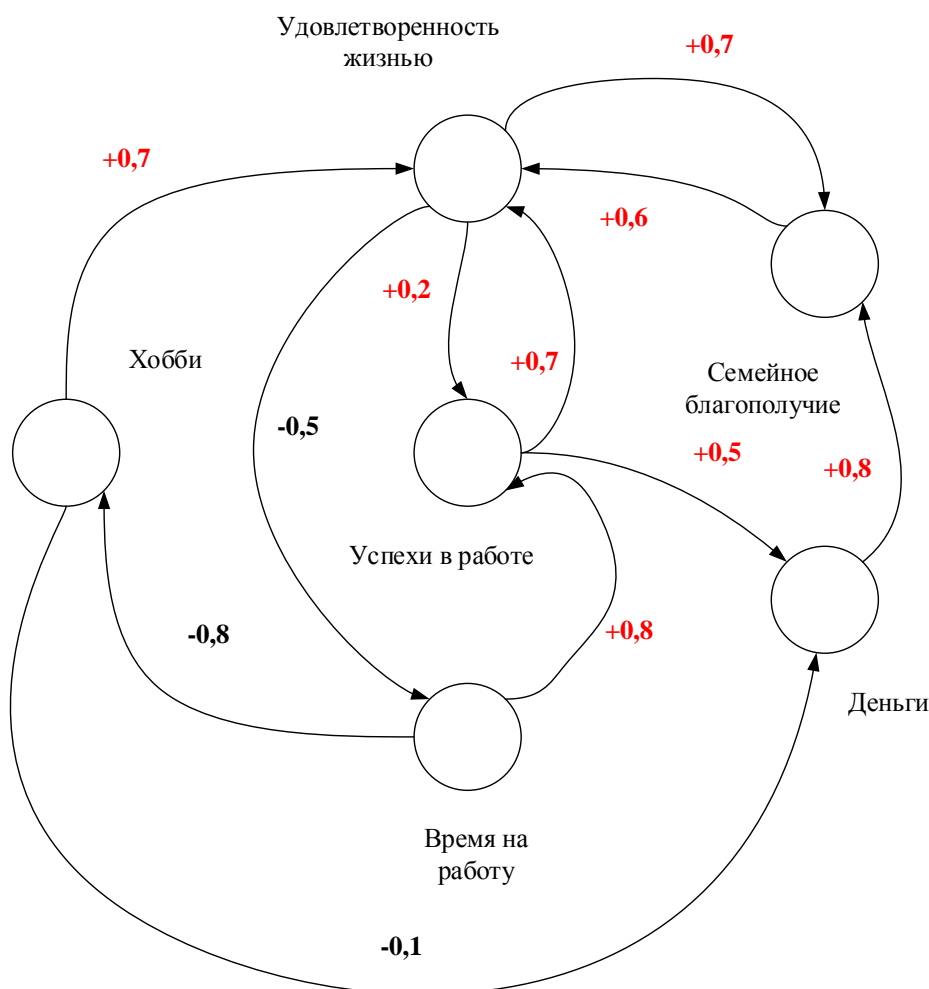 Удовлетворенность
жизнью
+0,7
+0,7
+0,6
+0,2
Хобби
+0,7
Семейное
благополучие
-0,5
+0,5
+0,8
Успехи в работе
-0,8
+0,8
Деньги
Время на
работу
-0,1